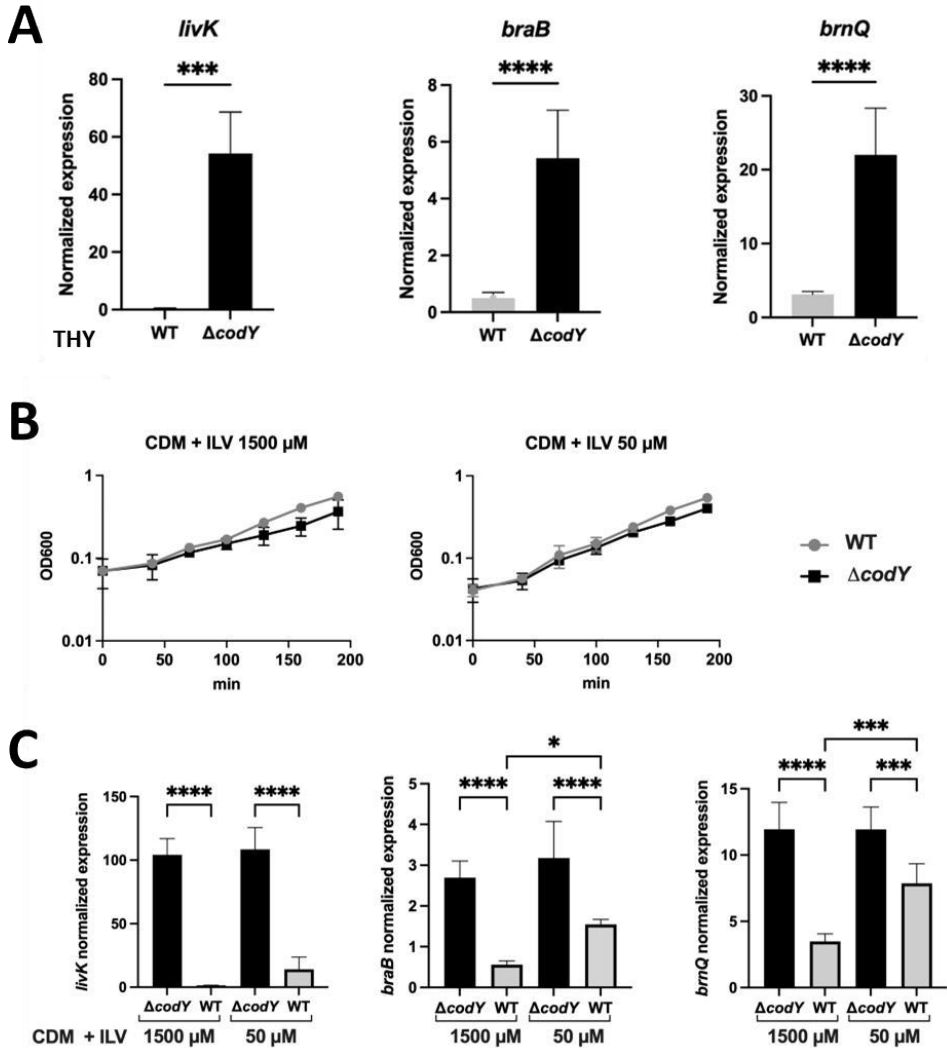 A
livK
braB
brnQ
***
****
****
Normalized expression
80
60
40
20
0
WT
ΔcodY
Normalized expression
8
6
4
2
0
WT
ΔcodY
Normalized expression
30
20
10
0
WT
ΔcodY
THY
B
CDM + ILV 1500 µM
OD600
1
0.1
0.01
0
50
100
150
200
min
CDM + ILV 50 µM
OD600
1
0.1
0.01
0
50
100
150
200
min
WT
ΔcodY
C
livK normalized expression
150
100
50
0
****
****
ΔcodY WT ΔcodY WT
1500 µM 50 µM
braB normalized expression
5
4
3
2
1
0
*
****
****
ΔcodY WT ΔcodY WT
1500 µM 50 µM
brnQ normalized expression
15
10
5
0
***
****
***
ΔcodY WT ΔcodY WT
1500 µM 50 µM
CDM + ILV